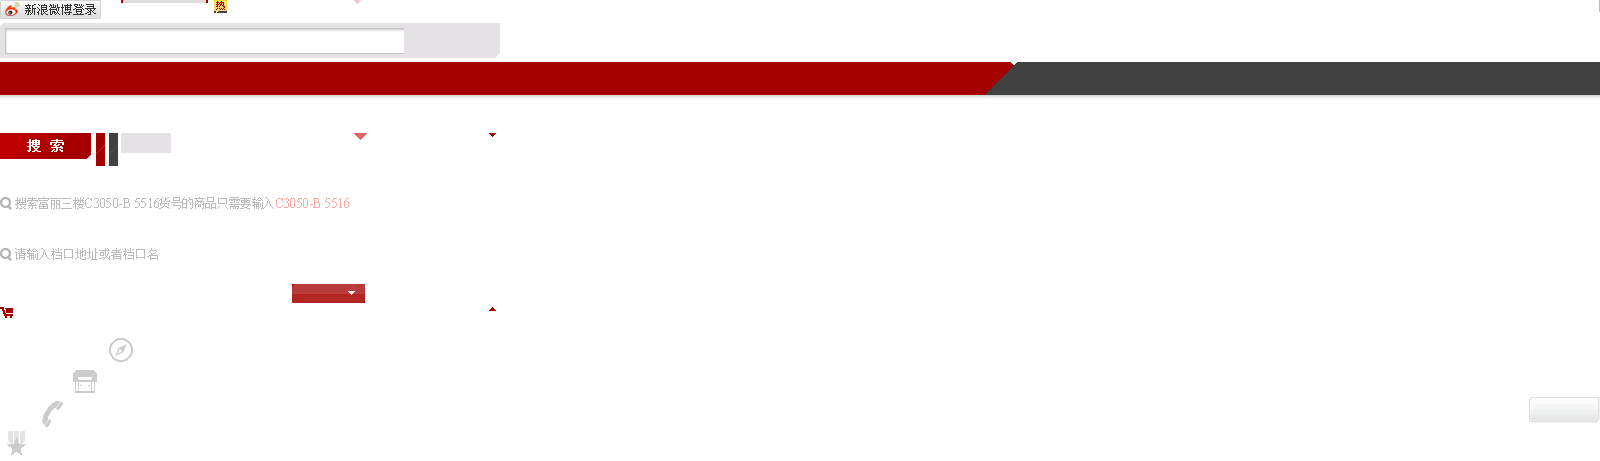 新浪微博登录
热
搜 索
搜索富丽三楼C3050-B 5516货号的商品只需要输入C3050-B 5516
请输入档口地址或者档口名